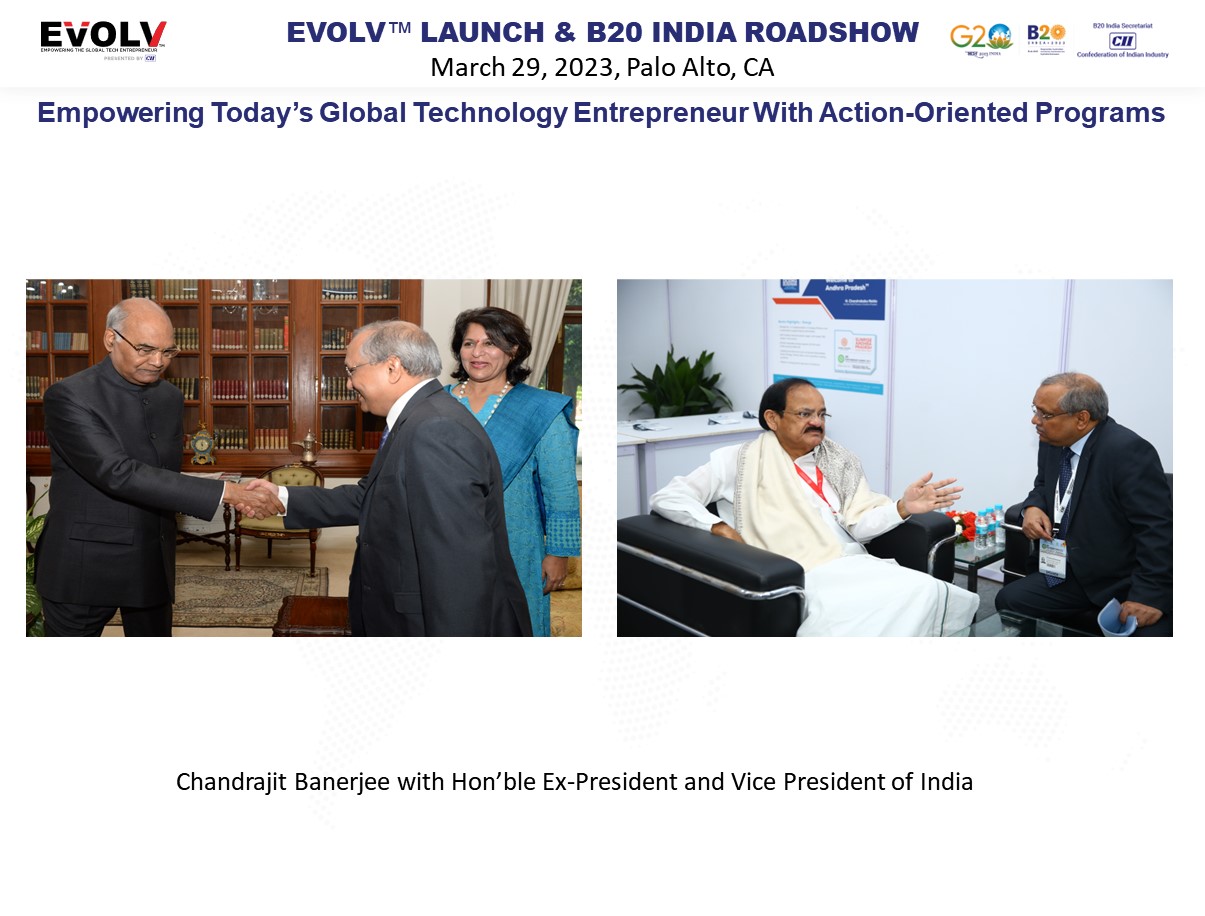 EVOLV™
EMPOWERING THE GLOBAL TECH ENTREPRENEUR
PRESENTED BY CII
EVOLV™ LAUNCH & B20 INDIA ROADSHOW
March 29, 2023, Palo Alto, CA
G20
B20
B20 India Secretariat
CII
Confederation of Indian Industry
Empowering Today’s Global Technology Entrepreneur With Action-Oriented Programs
Andhra Pradesh"
Chandrajit Banerjee with Hon’ble Ex-President and Vice President of India